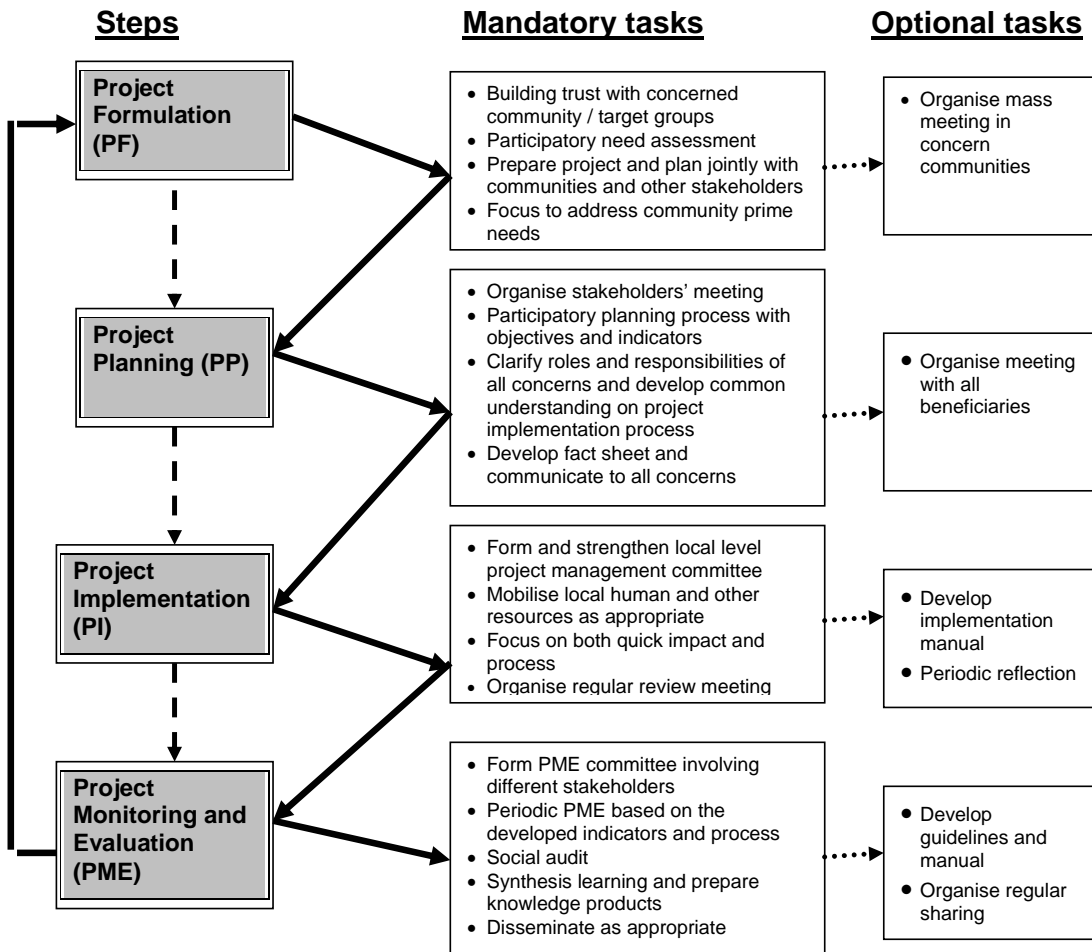 Steps
Mandatory tasks
Optional tasks
Project
Formulation
(PF)
• Building trust with concerned
community / target groups
• Participatory need assessment
• Prepare project and plan jointly with
communities and other stakeholders
• Focus to address community prime
needs
• Organise mass
meeting in
concern
communities
Project
Planning (PP)
• Organise stakeholders' meeting
• Participatory planning process with
objectives and indicators
• Clarify roles and responsibilities of
all concerns and develop common
understanding on project
implementation process
• Develop fact sheet and
communicate to all concerns
• Organise meeting
with all
beneficiaries
Project
Implementation
(PI)
• Form and strengthen local level
project management committee
• Mobilise local human and other
resources as appropriate
• Focus on both quick impact and
process
• Organise regular review meeting
• Develop
implementation
manual
• Periodic reflection
Project
Monitoring and
Evaluation
(PME)
• Form PME committee involving
different stakeholders
• Periodic PME based on the
developed indicators and process
• Social audit
• Synthesis learning and prepare
knowledge products
• Disseminate as appropriate
• Develop
guidelines and
manual
• Organise regular
sharing